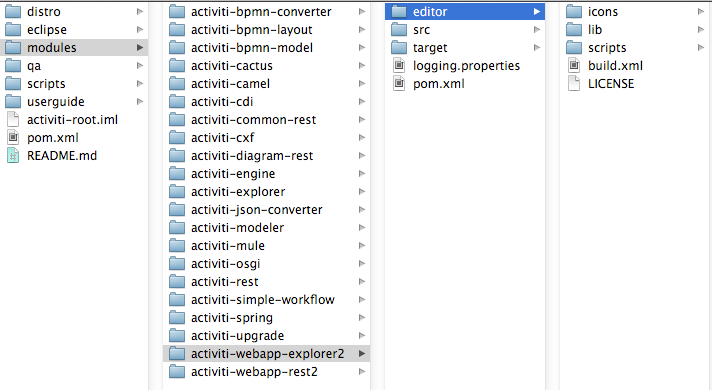 distro
eclipse
modules
qa
scripts
userguide
activiti-root.iml
pom.xml
README.md
activiti-bpmn-converter
activiti-bpmn-layout
activiti-bpmn-model
activiti-cactus
activiti-camel
activiti-cdi
activiti-common-rest
activiti-cxf
activiti-diagram-rest
activiti-engine
activiti-explorer
activiti-json-converter
activiti-modeler
activiti-mule
activiti-osgi
activiti-rest
activiti-simple-workflow
activiti-spring
activiti-upgrade
activiti-webapp-explorer2
activiti-webapp-rest2
editor
src
target
logging.properties
pom.xml
icons
lib
scripts
build.xml
LICENSE